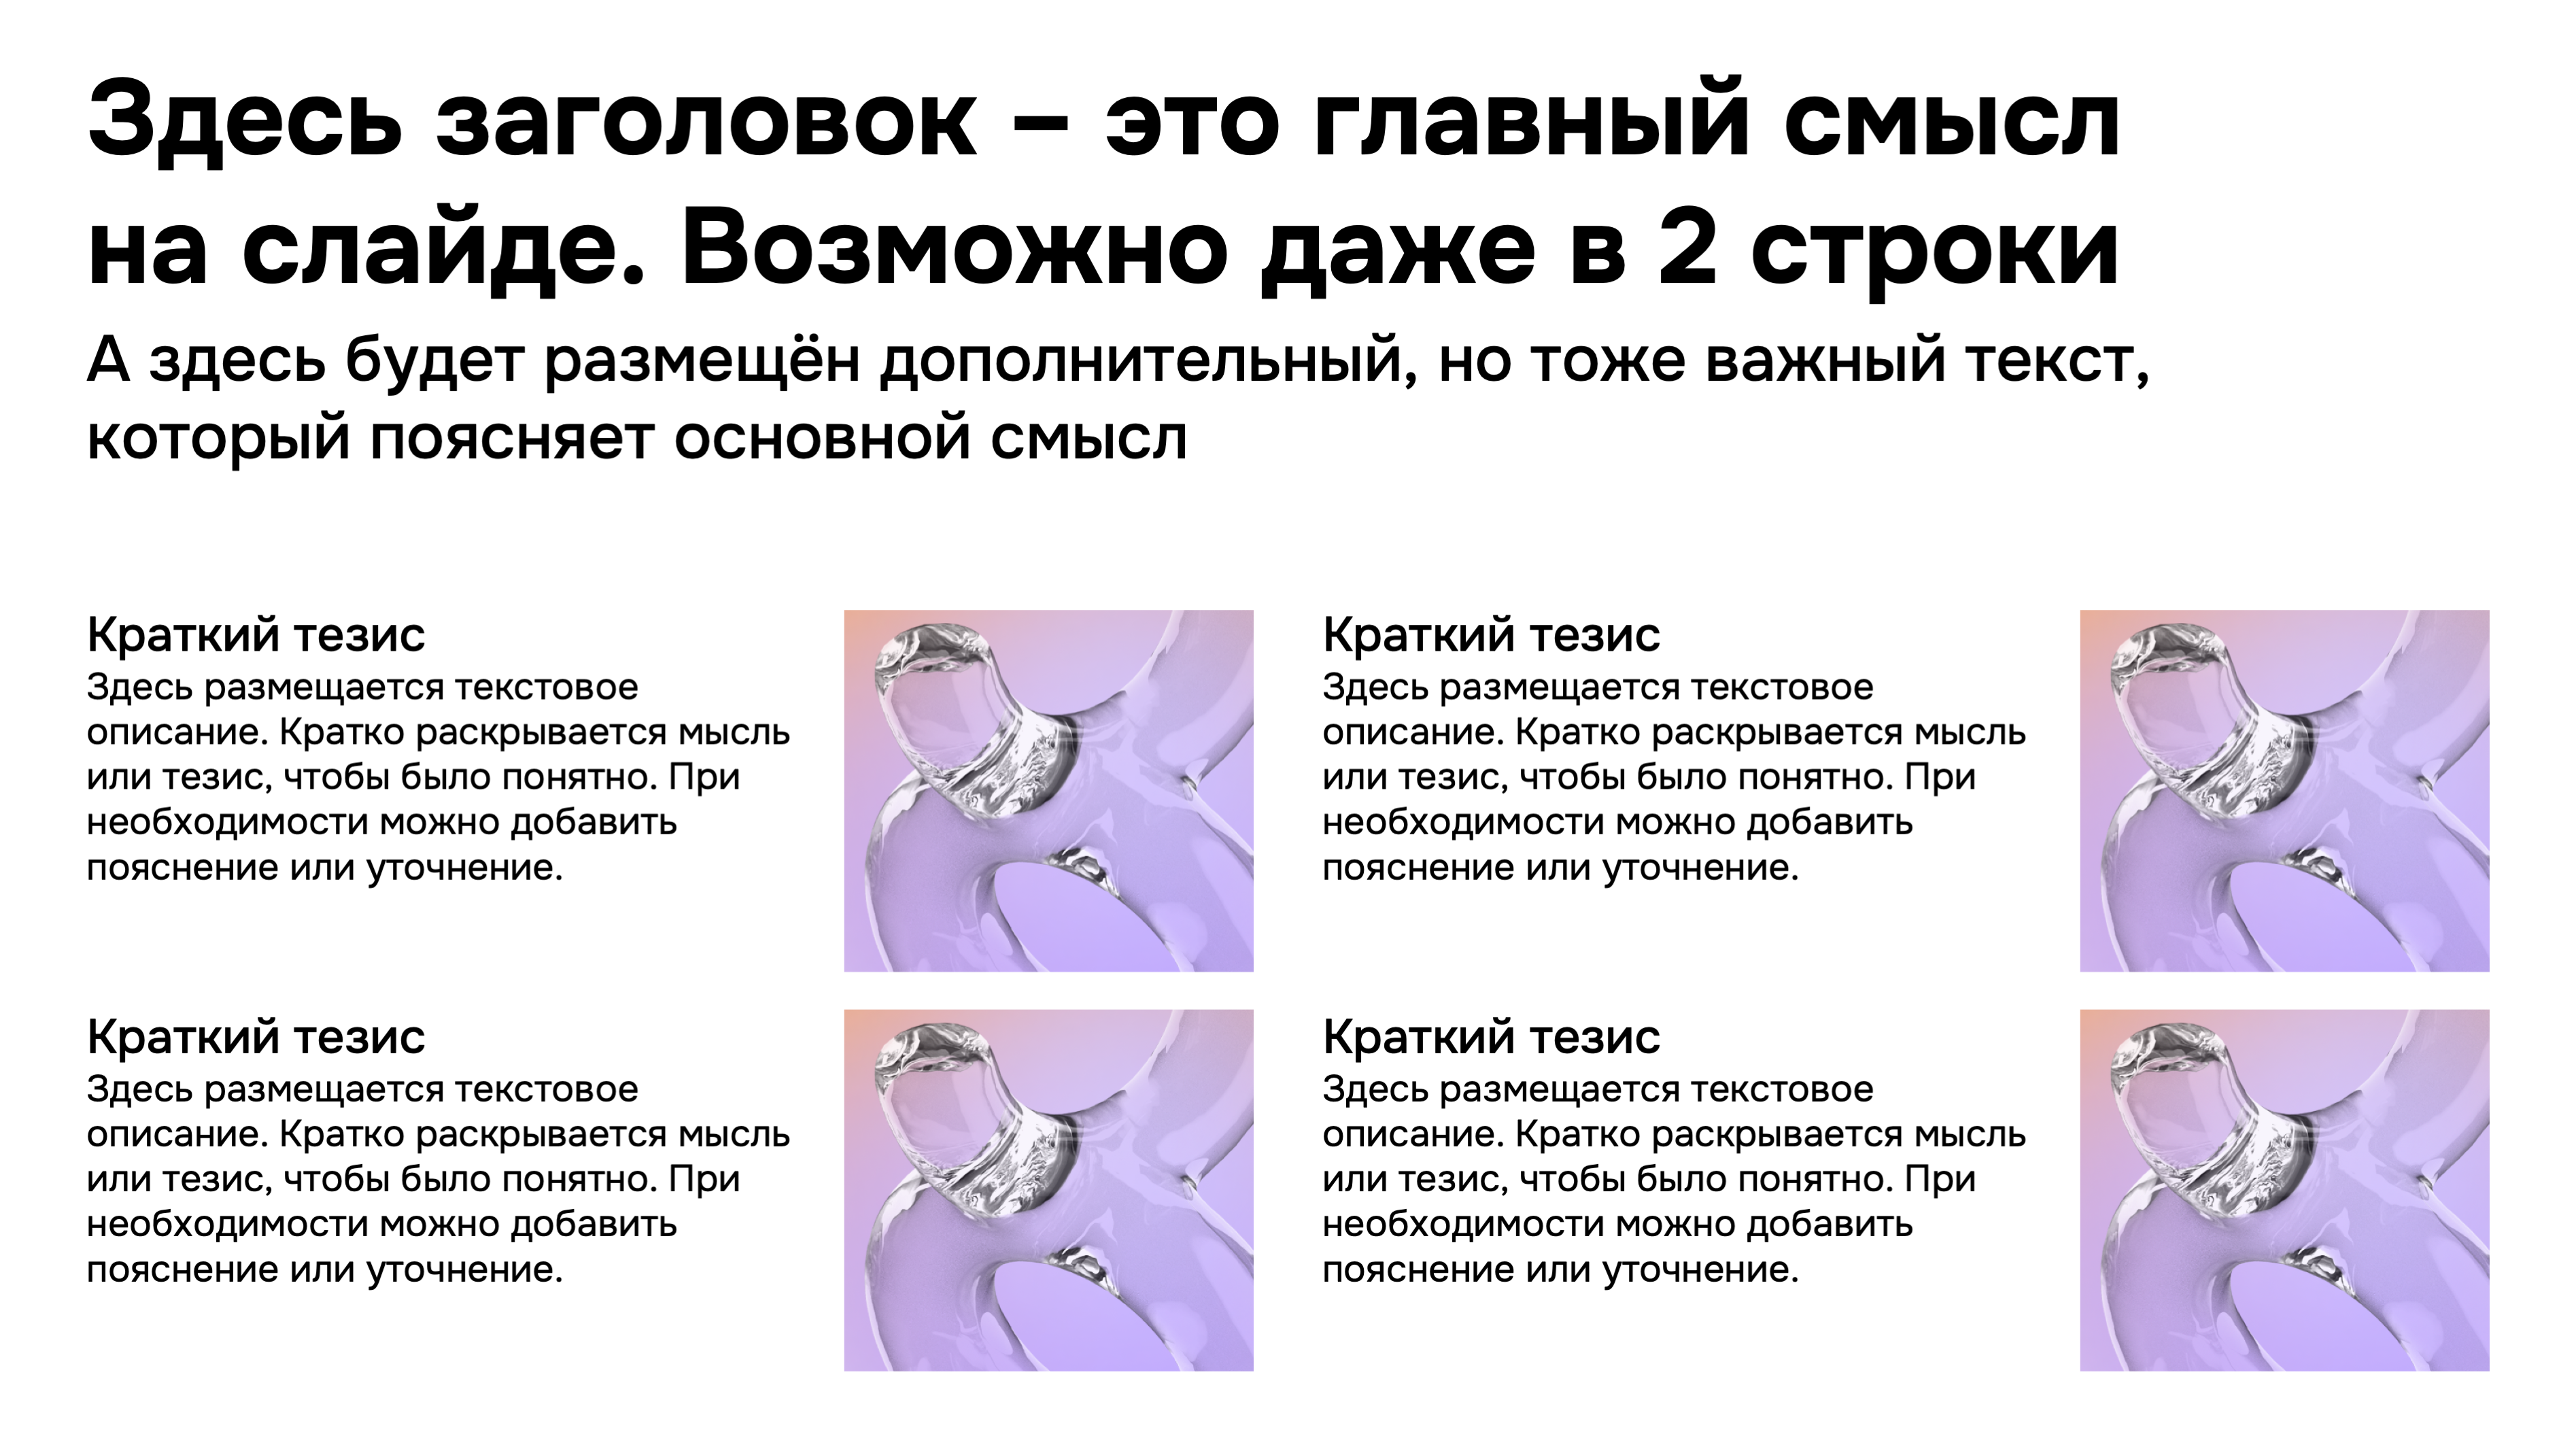 Здесь заголовок – это главный смысл
на слайде. Возможно даже в 2 строки
А здесь будет размещён дополнительный, но тоже важный текст,
который поясняет основной смысл
Краткий тезис
Здесь размещается текстовое
описание. Кратко раскрывается мысль
или тезис, чтобы было понятно. При
необходимости можно добавить
пояснение или уточнение.
Краткий тезис
Здесь размещается текстовое
описание. Кратко раскрывается мысль
или тезис, чтобы было понятно. При
необходимости можно добавить
пояснение или уточнение.
Краткий тезис
Здесь размещается текстовое
описание. Кратко раскрывается мысль
или тезис, чтобы было понятно. При
необходимости можно добавить
пояснение или уточнение.
Краткий тезис
Здесь размещается текстовое
описание. Кратко раскрывается мысль
или тезис, чтобы было понятно. При
необходимости можно добавить
пояснение или уточнение.